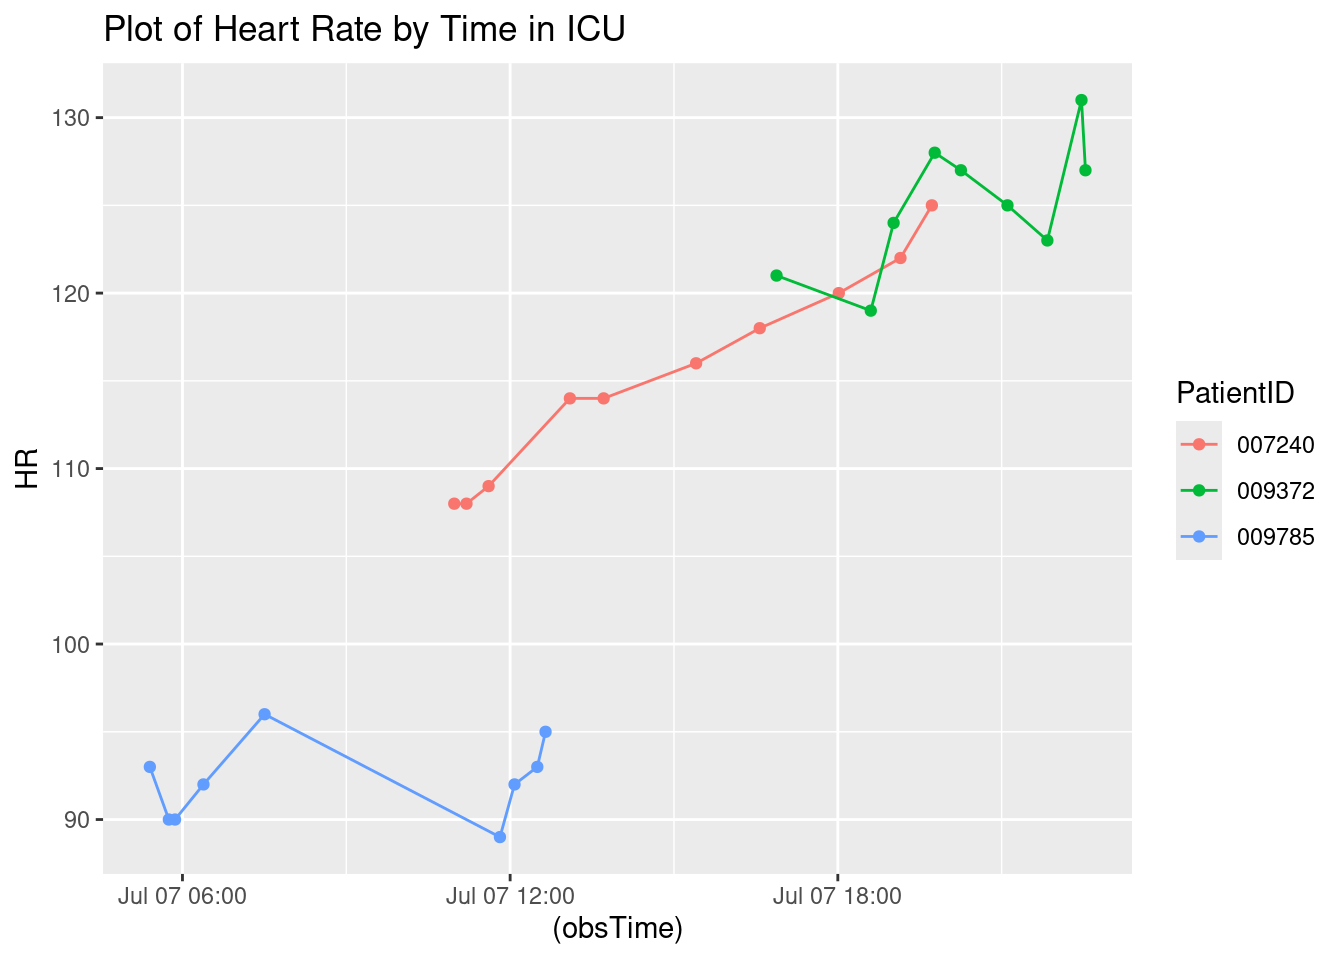 Plot of Heart Rate by Time in ICU
130
120
110
100
90
HR
Jul 07 06:00
Jul 07 12:00
Jul 07 18:00
(obsTime)
PatientID
007240
009372
009785